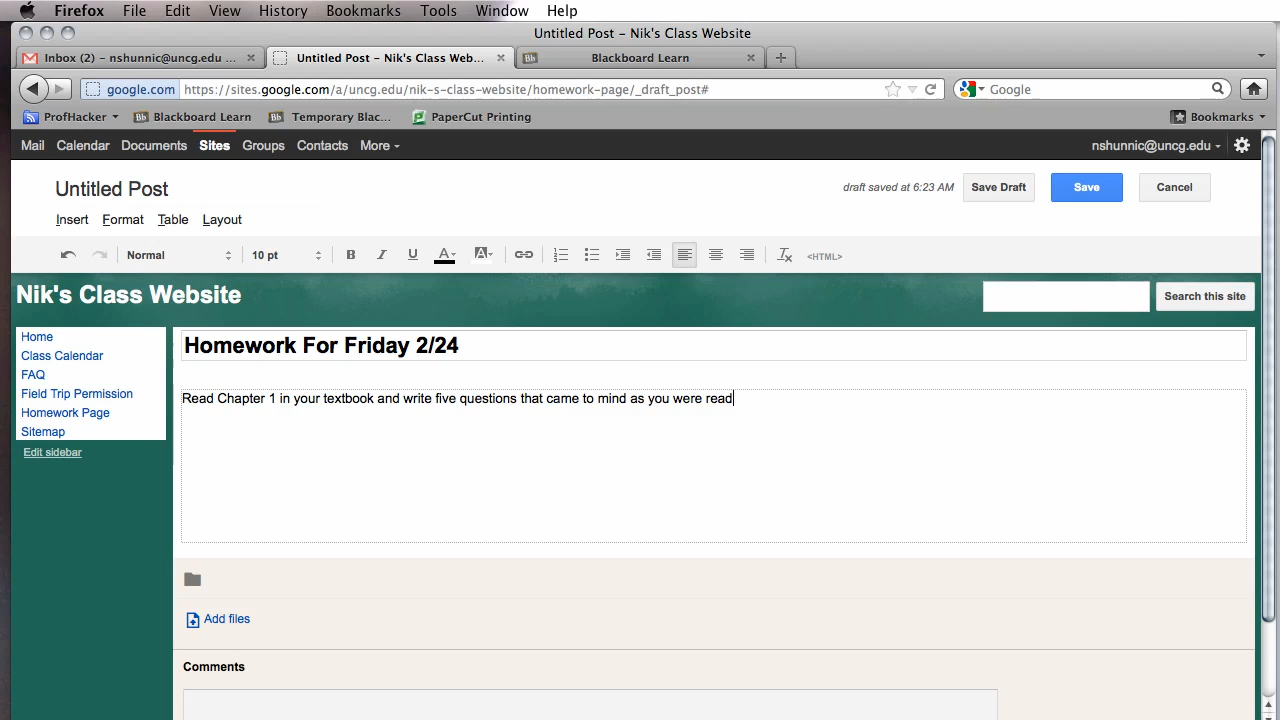 Firefox File Edit View History Bookmarks Tools Window Help
Untitled Post - Nik's Class Website
Inbox (2) - nshunnic@uncg.edu ...
Untitled Post - Nik's Class Web...
Bb Blackboard Learn
google.com https://sites.google.com/a/uncg.edu/nik-s-class-website/homework-page/_draft_post# Google
ProfHacker Bb Blackboard Learn Bb Temporary Blac... PaperCut Printing Bookmarks
Mail Calendar Documents Sites Groups Contacts More nshunnic@uncg.edu
Untitled Post draft saved at 6:23 AM Save Draft Save Cancel
Insert Format Table Layout
Normal 10 pt B I U A A <HTML>
Nik's Class Website Search this site
Home
Class Calendar
FAQ
Field Trip Permission
Homework Page
Sitemap
Edit sidebar
Homework For Friday 2/24
Read Chapter 1 in your textbook and write five questions that came to mind as you were read
Add files
Comments